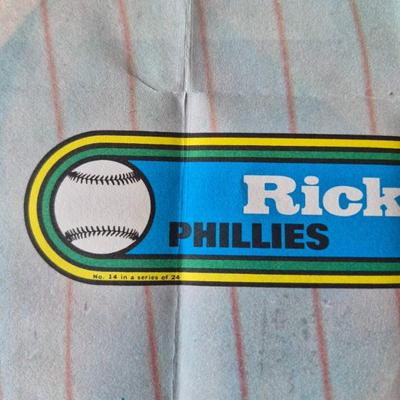 Rick
PHILLIES
No. 14 in a series of 24